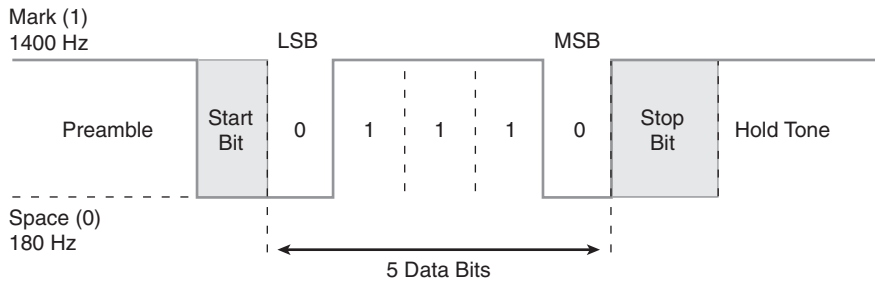 Mark (1)
1400 Hz
LSB
MSB
Preamble
Start
Bit
0
1
1
1
0
Stop
Bit
Hold Tone
Space (0)
180 Hz
5 Data Bits